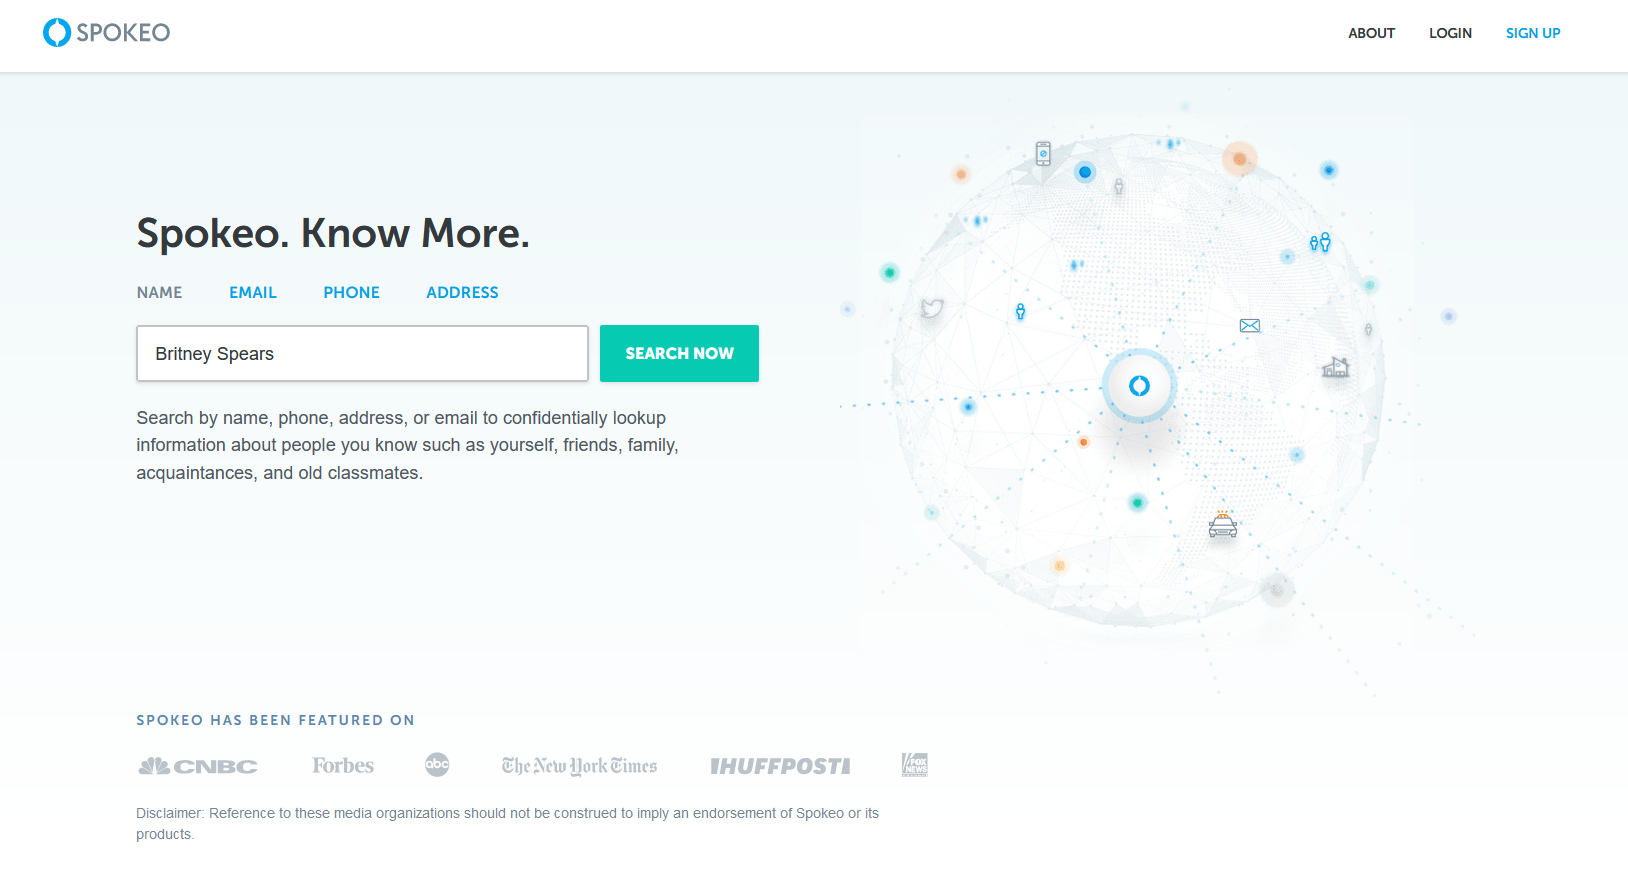 SPOKEO
ABOUT LOGIN SIGN UP
Spokeo. Know More.
NAME EMAIL PHONE ADDRESS
Britney Spears
SEARCH NOW
Search by name, phone, address, or email to confidentially lookup
information about people you know such as yourself, friends, family,
acquaintances, and old classmates.
SPOKEO HAS BEEN FEATURED ON
CNBC Forbes abc The New York Times HUFFPOST FOX NEWS
Disclaimer: Reference to these media organizations should not be construed to imply an endorsement of Spokeo or its
products.